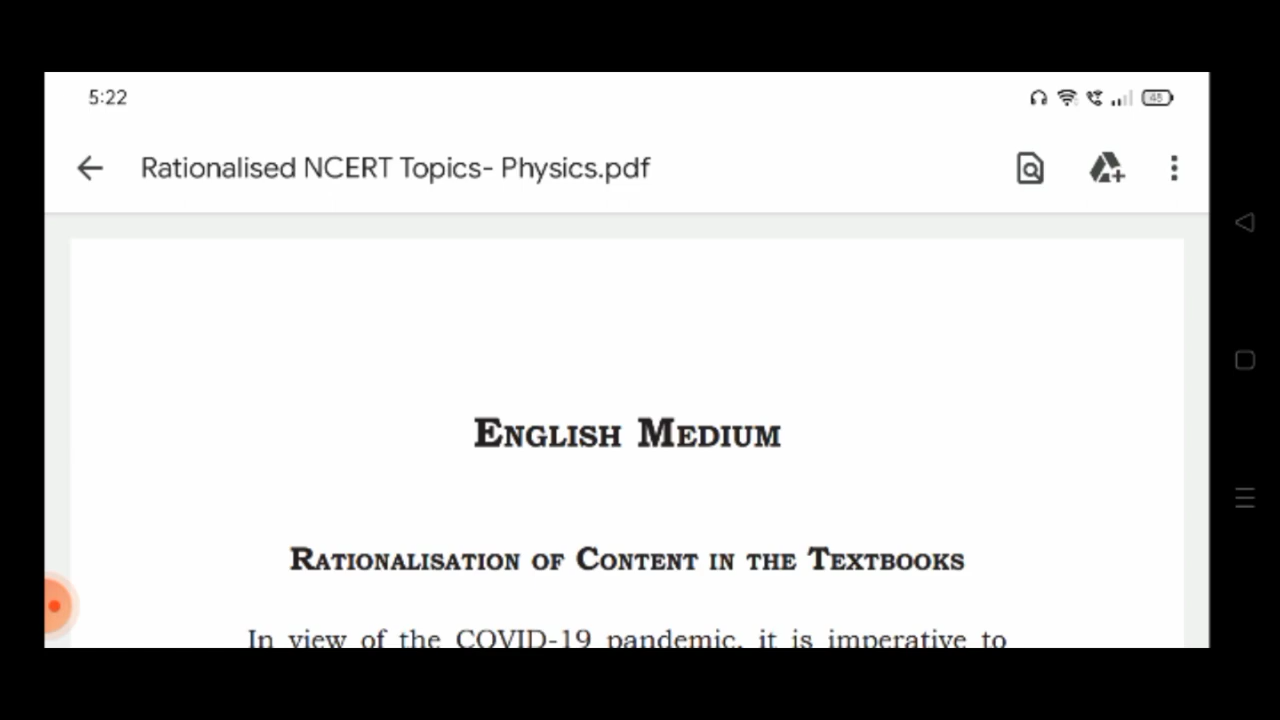 5:22
45
Rationalised NCERT Topics- Physics.pdf
ENGLISH MEDIUM
RATIONALISATION OF CONTENT IN THE TEXTBOOKS
In view of the COVID-19 pandemic, it is imperative to